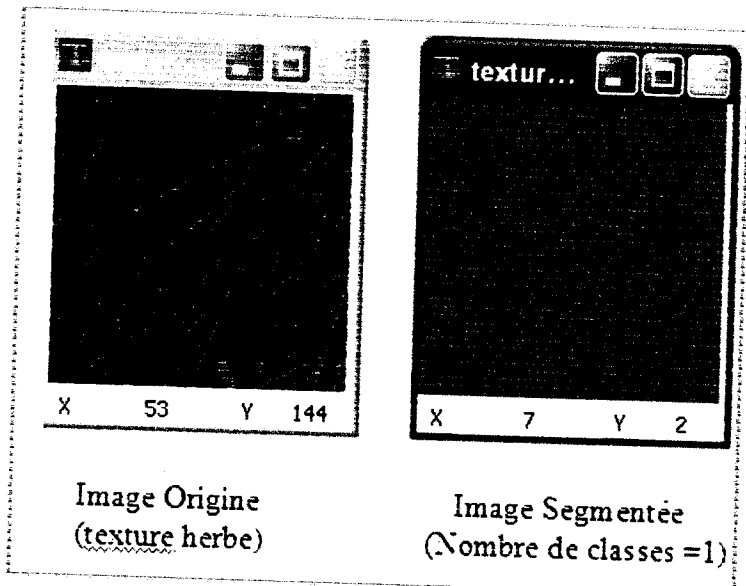 textur...
X 53 Y 144
X 7 Y 2
Image Origine
(texture herbe)
Image Segmentée
(Nombre de classes =1)